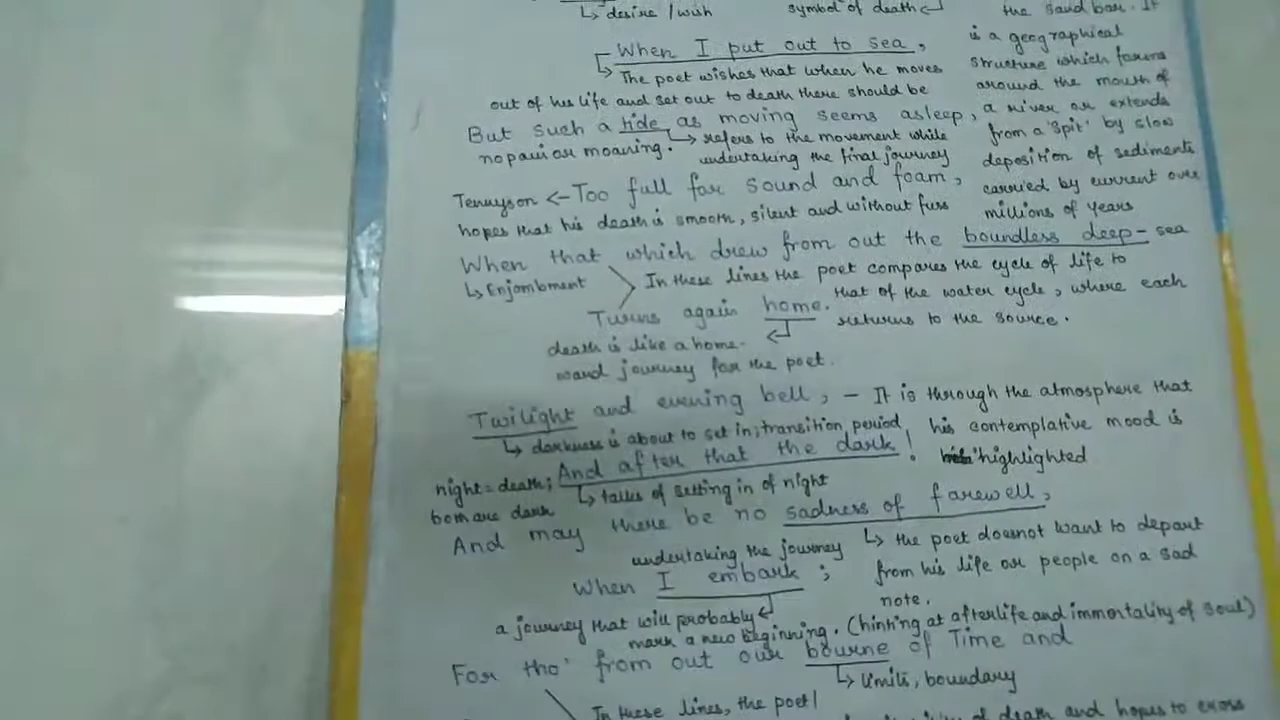 ↳ desire / wish symbol of death ↲ the sand bar. It
When I put out to sea,
is a geographical
↳ The poet wishes that when he moves
structure which forms
out of his life and set out to death there should be
around the mouth of
But such a tide as moving seems asleep,
a river or extends
no pain or moaning. → refers to the movement while
from a 'spit' by slow
undertaking the final journey
deposition of sediments
Tennyson <- Too full for sound and foam,
carried by current over
hopes that his death is smooth, silent and without fuss
millions of years
When that which drew from out the boundless deep - sea
↳ Enjombment In these lines the poet compares the cycle of life to
that of the water cycle, where each
Turns again home.
returns to the source.
death is like a home-
ward journey for the poet.
Twilight and evening bell, - It is through the atmosphere that
↳ darkness is about to set in; transition period his contemplative mood is
And after that the dark! highlighted
night = death; ↳ talks of setting in of night
both are dark
And may there be no sadness of farewell,
undertaking the journey ↳ the poet doesnot want to depart
When I embark; from his life or people on a sad
note.
a journey that will probably
mark a new beginning. (hinting at afterlife and immortality of soul)
For tho' from out our bourne of Time and
↳ limits, boundary
In these lines, the poet
of death and hopes to cross